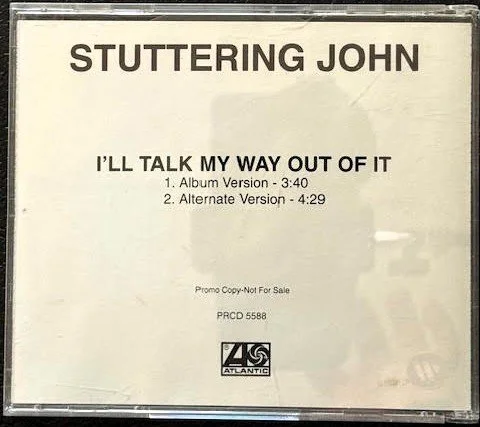 STUTTERING JOHN
I'LL TALK MY WAY OUT OF IT
1. Album Version - 3:40
2. Alternate Version - 4:29
Promo Copy-Not For Sale
PRCD 5588
®
ATLANTIC